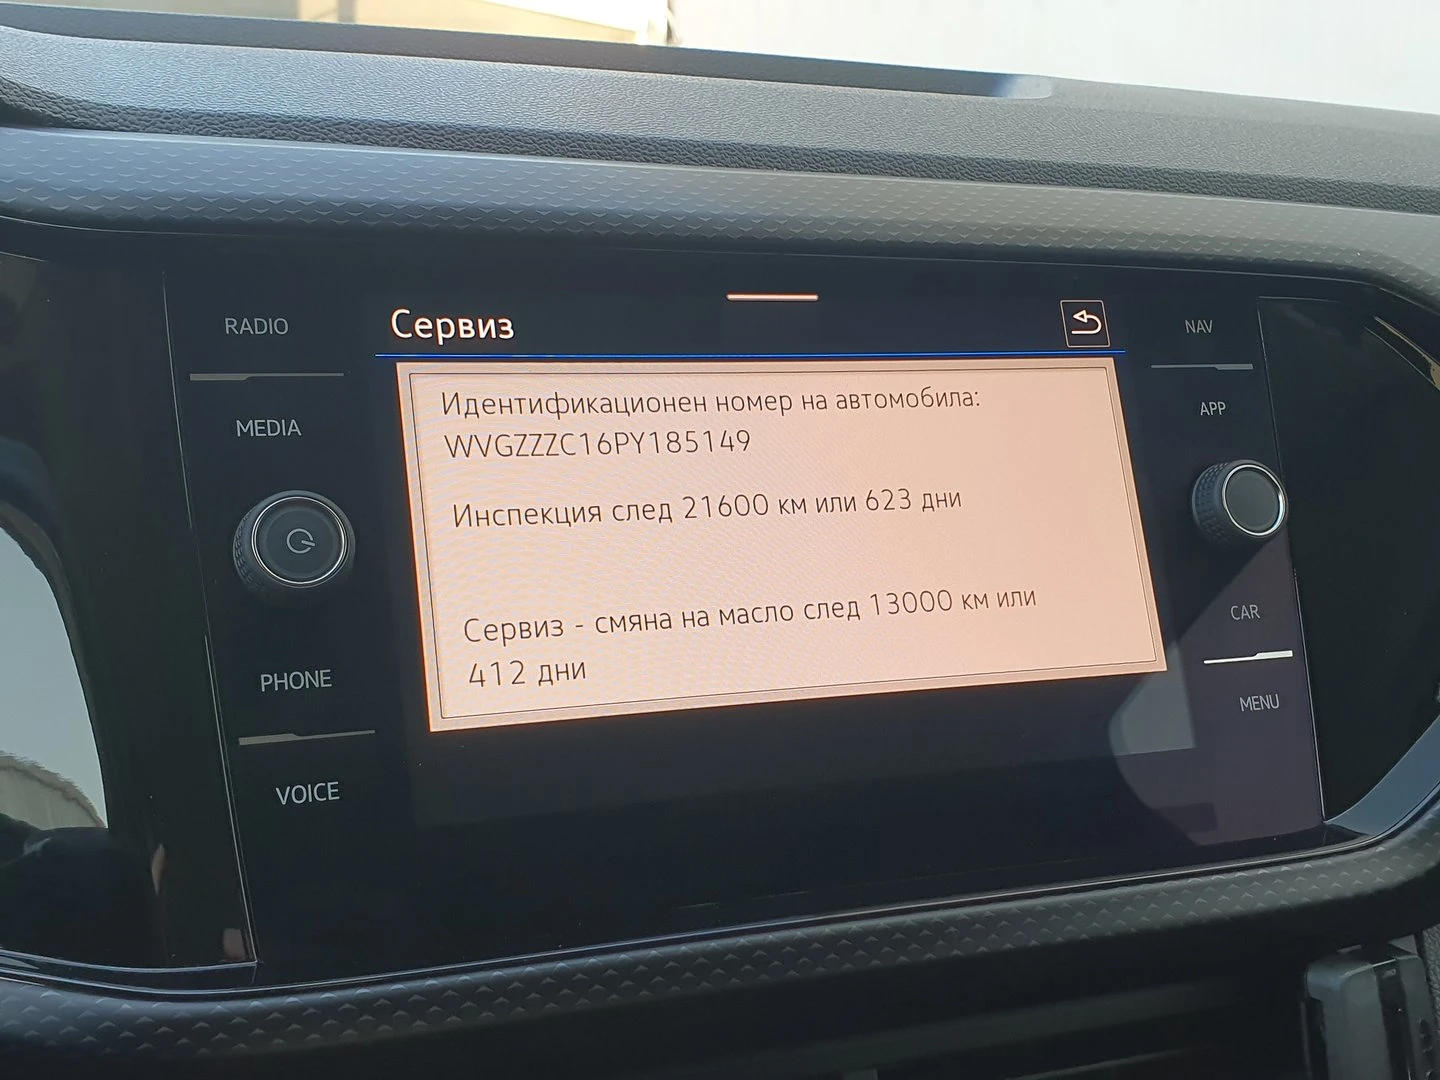 RADIO
MEDIA
PHONE
VOICE
Сервиз
Идентификационен номер на автомобила:
WVGZZZC16PY185149
Инспекция след 21600 км или 623 дни
Сервиз - смяна на масло след 13000 км или
412 дни
NAV
APP
CAR
MENU